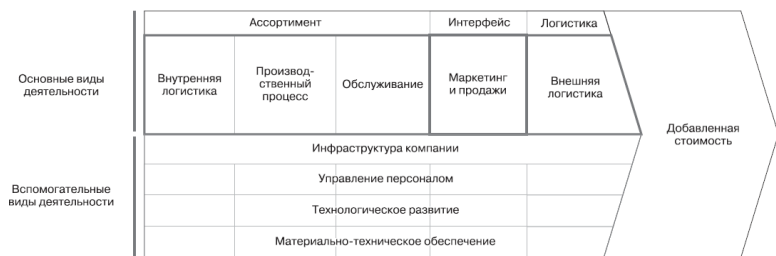 Ассортимент
Интерфейс
Логистика
Основные виды
деятельности
Внутренняя
логистика
Производ-
ственный
процесс
Обслуживание
Маркетинг
и продажи
Внешняя
логистика
Добавленная
стоимость
Вспомогательные
виды деятельности
Инфраструктура компании
Управление персоналом
Технологическое развитие
Материально-техническое обеспечение